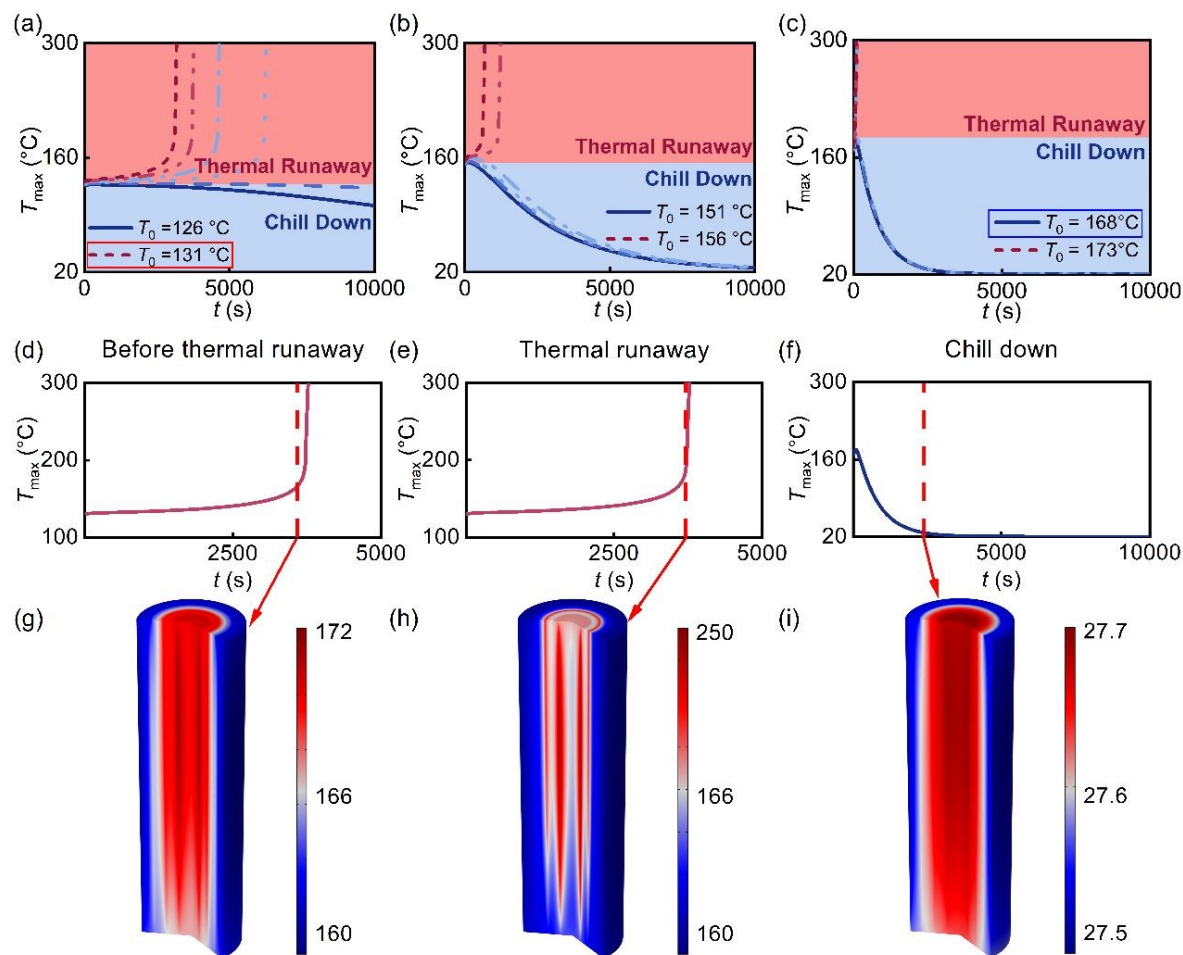 (a)
300
160
20
T_max (°C)
Thermal Runaway
Chill Down
T_0 =126 °C
T_0 =131 °C
0
5000
10000
t (s)
(b)
300
160
20
T_max (°C)
Thermal Runaway
Chill Down
T_0 = 151 °C
T_0 = 156 °C
0
5000
10000
t (s)
(c)
300
160
20
T_max (°C)
Thermal Runaway
Chill Down
T_0 = 168°C
T_0 = 173°C
0
5000
10000
t (s)
(d)
Before thermal runaway
300
200
100
T_max (°C)
2500
5000
t (s)
(e)
Thermal runaway
300
200
100
T_max (°C)
2500
5000
t (s)
(f)
Chill down
300
160
20
T_max (°C)
5000
10000
t (s)
(g)
172
166
160
(h)
250
166
160
(i)
27.7
27.6
27.5